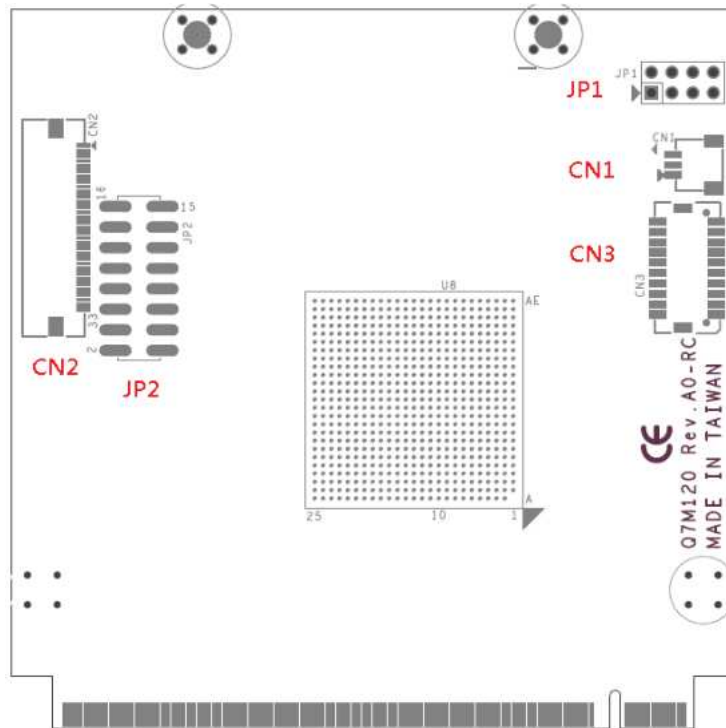 JP1
JP1
CN2
CN1
CN1
16
15
JP2
CN3
CN3
U8
AE
33
2
CN2
JP2
A
25
10
1
CE
Q7M120 Rev.A0-RC
MADE IN TAIWAN